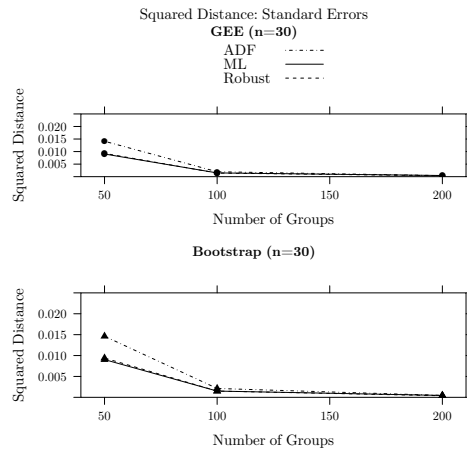 Squared Distance: Standard Errors
GEE (n=30)
ADF
ML
Robust
Squared Distance
0.020
0.015
0.010
0.005
50 100 150 200
Number of Groups
Bootstrap (n=30)
Squared Distance
0.020
0.015
0.010
0.005
50 100 150 200
Number of Groups